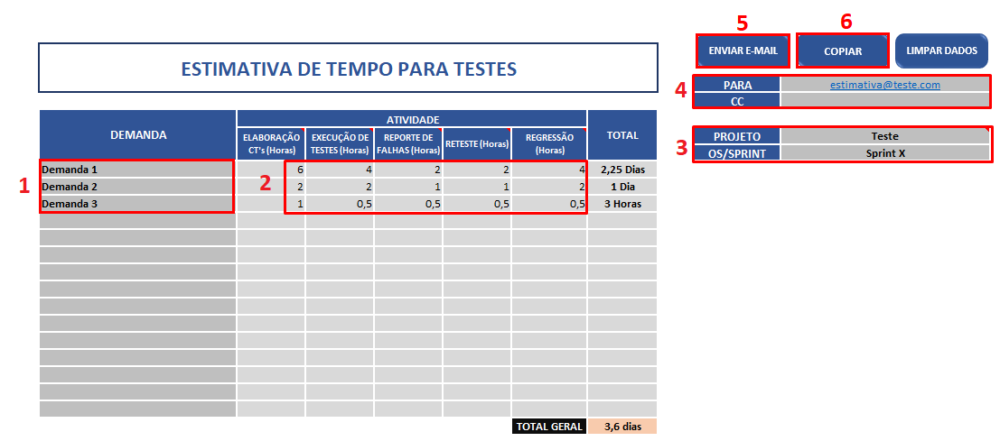 5
6
ENVIAR E-MAIL
COPIAR
LIMPAR DADOS
ESTIMATIVA DE TEMPO PARA TESTES
4
PARA
estimativa@teste.com
CC
3
PROJETO
Teste
OS/SPRINT
Sprint X
DEMANDA
ATIVIDADE
TOTAL
ELABORAÇÃO
CT's (Horas)
EXECUÇÃO DE
TESTES (Horas)
REPORTE DE
FALHAS (Horas)
RETESTE (Horas)
REGRESSÃO
(Horas)
1
2
Demanda 1 6 4 2 2 4 2,25 Dias
Demanda 2 2 2 1 1 2 1 Dia
Demanda 3 1 0,5 0,5 0,5 0,5 3 Horas
TOTAL GERAL 3,6 dias